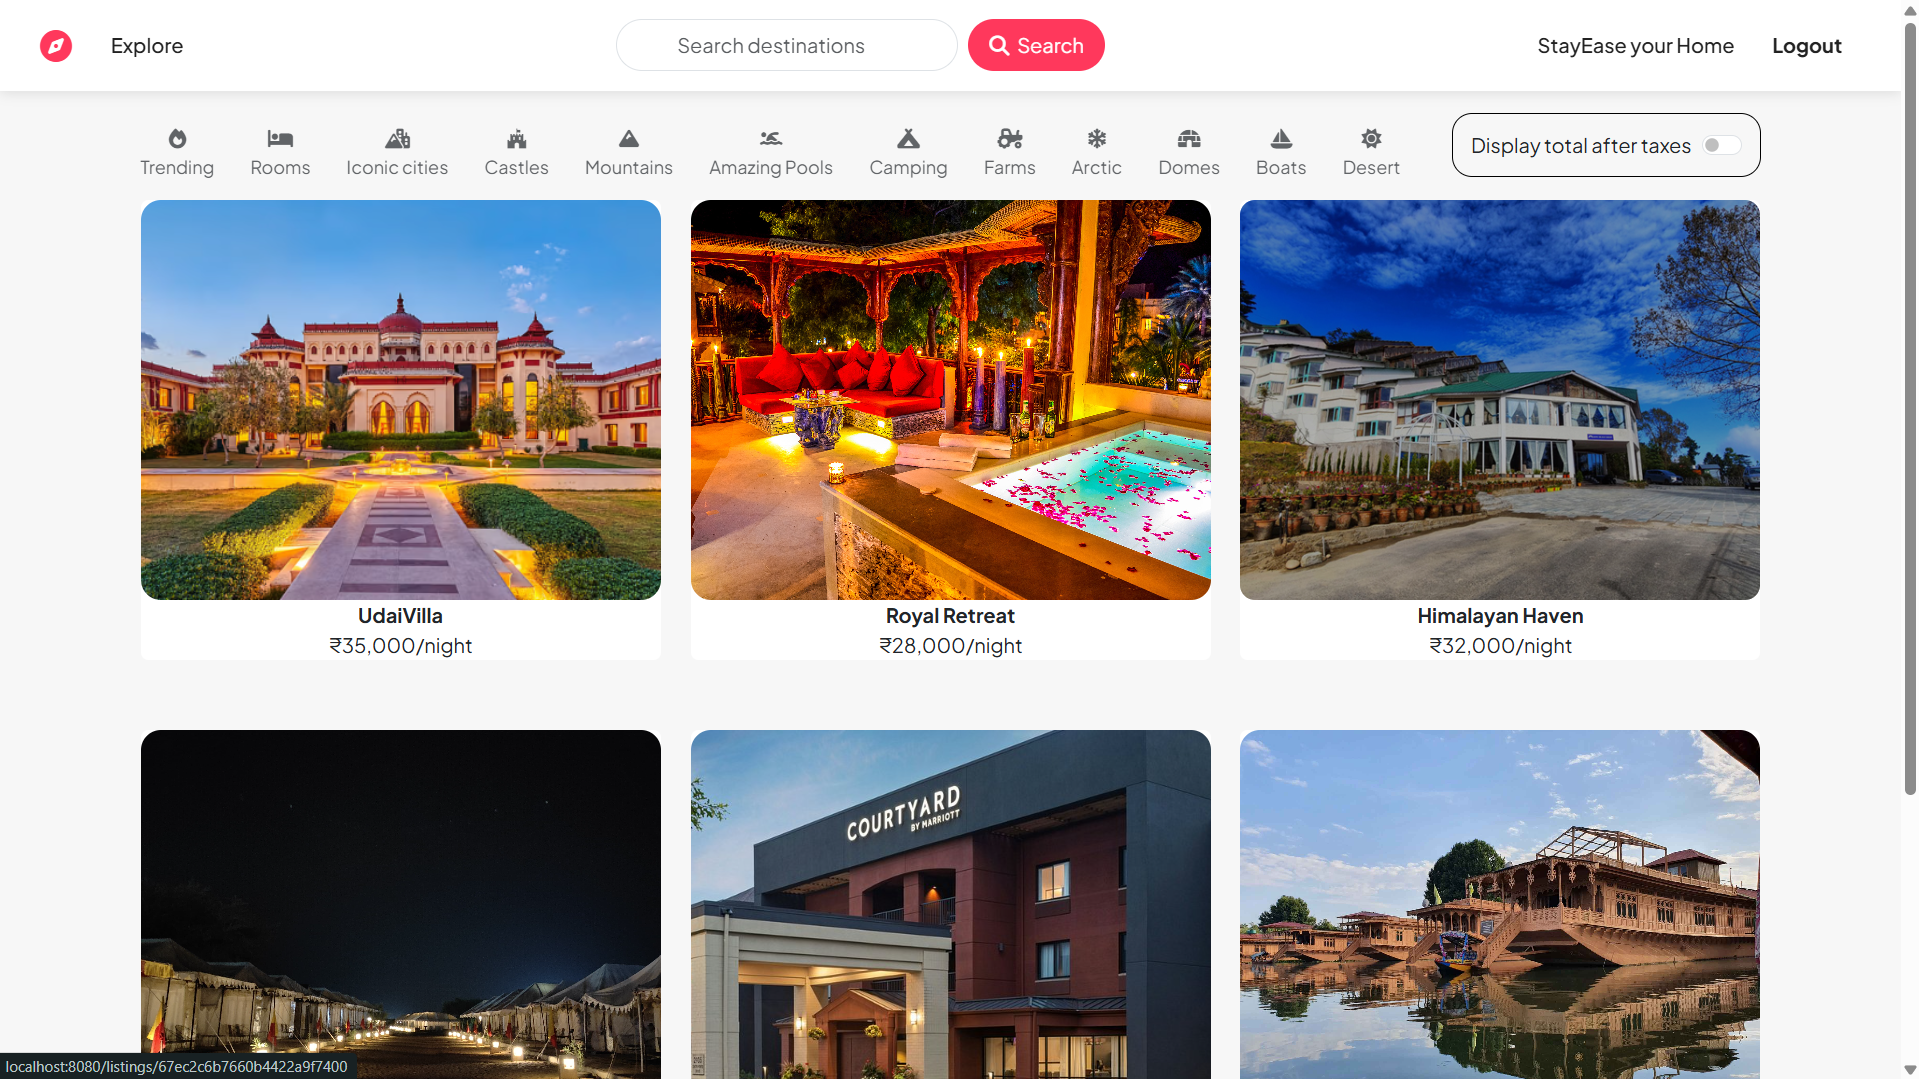 Explore
Search destinations
Search
StayEase your Home
Logout
Trending
Rooms
Iconic cities
Castles
Mountains
Amazing Pools
Camping
Farms
Arctic
Domes
Boats
Desert
Display total after taxes
UdaiVilla
₹35,000/night
Royal Retreat
₹28,000/night
Himalayan Haven
₹32,000/night
COURTYARD
BY MARRIOTT
localhost:8080/listings/67ec2c6b7660b4422a9f7400